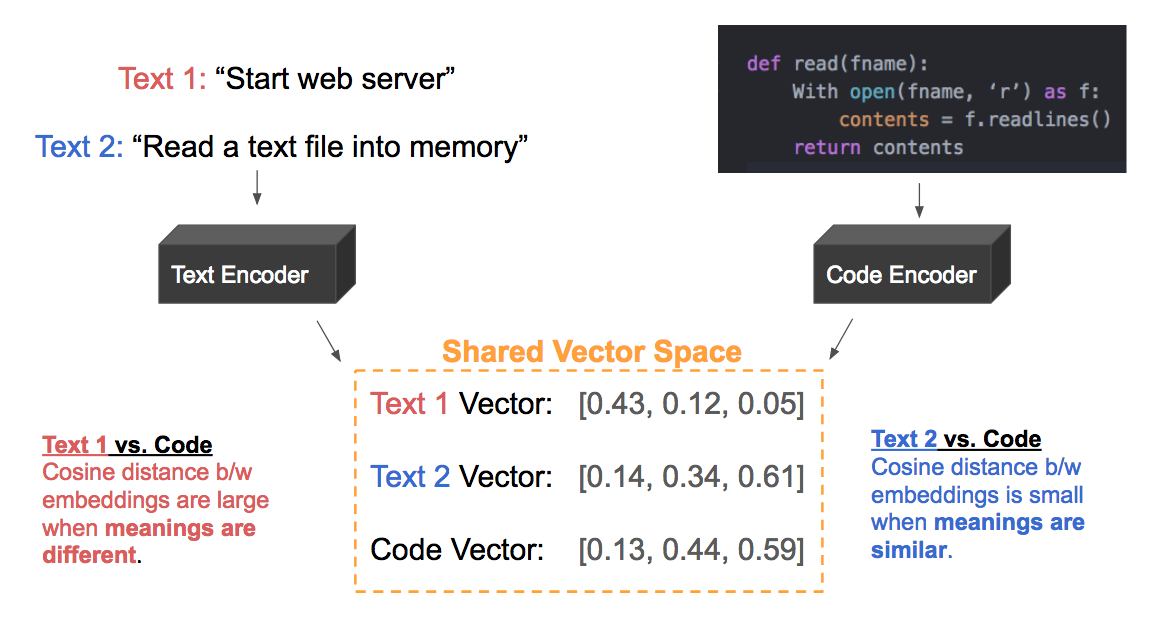 Text 1: “Start web server”
Text 2: “Read a text file into memory”
def read(fname):
With open(fname, ‘r’) as f:
contents = f.readlines()
return contents
Text Encoder
Code Encoder
Shared Vector Space
Text 1 Vector: [0.43, 0.12, 0.05]
Text 2 Vector: [0.14, 0.34, 0.61]
Code Vector: [0.13, 0.44, 0.59]
Text 1 vs. Code
Cosine distance b/w
embeddings are large
when meanings are
different.
Text 2 vs. Code
Cosine distance b/w
embeddings is small
when meanings are
similar.